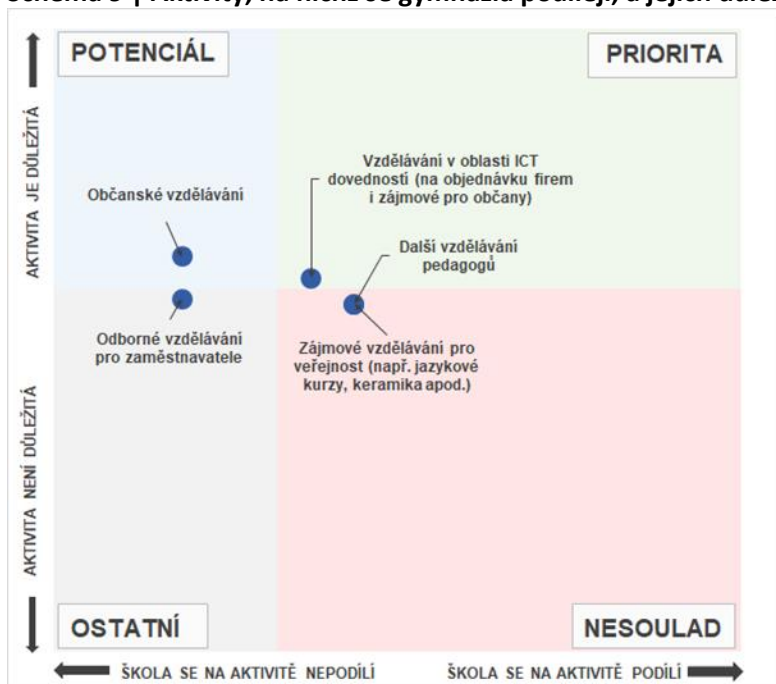 POTENCIÁL
PRIORITA
AKTIVITA JE DŮLEŽITÁ
Vzdělávání v oblasti ICT
dovedností (na objednávku firem
i zájmové pro občany)
Občanské vzdělávání
Další vzdělávání
pedagogů
Odborné vzdělávání
pro zaměstnavatele
Zájmové vzdělávání pro
veřejnost (např. jazykové
kurzy, keramika apod.)
AKTIVITA NENÍ DŮLEŽITÁ
OSTATNÍ
NESOULAD
ŠKOLA SE NA AKTIVITĚ NEPODÍLÍ
ŠKOLA SE NA AKTIVITĚ PODÍLÍ